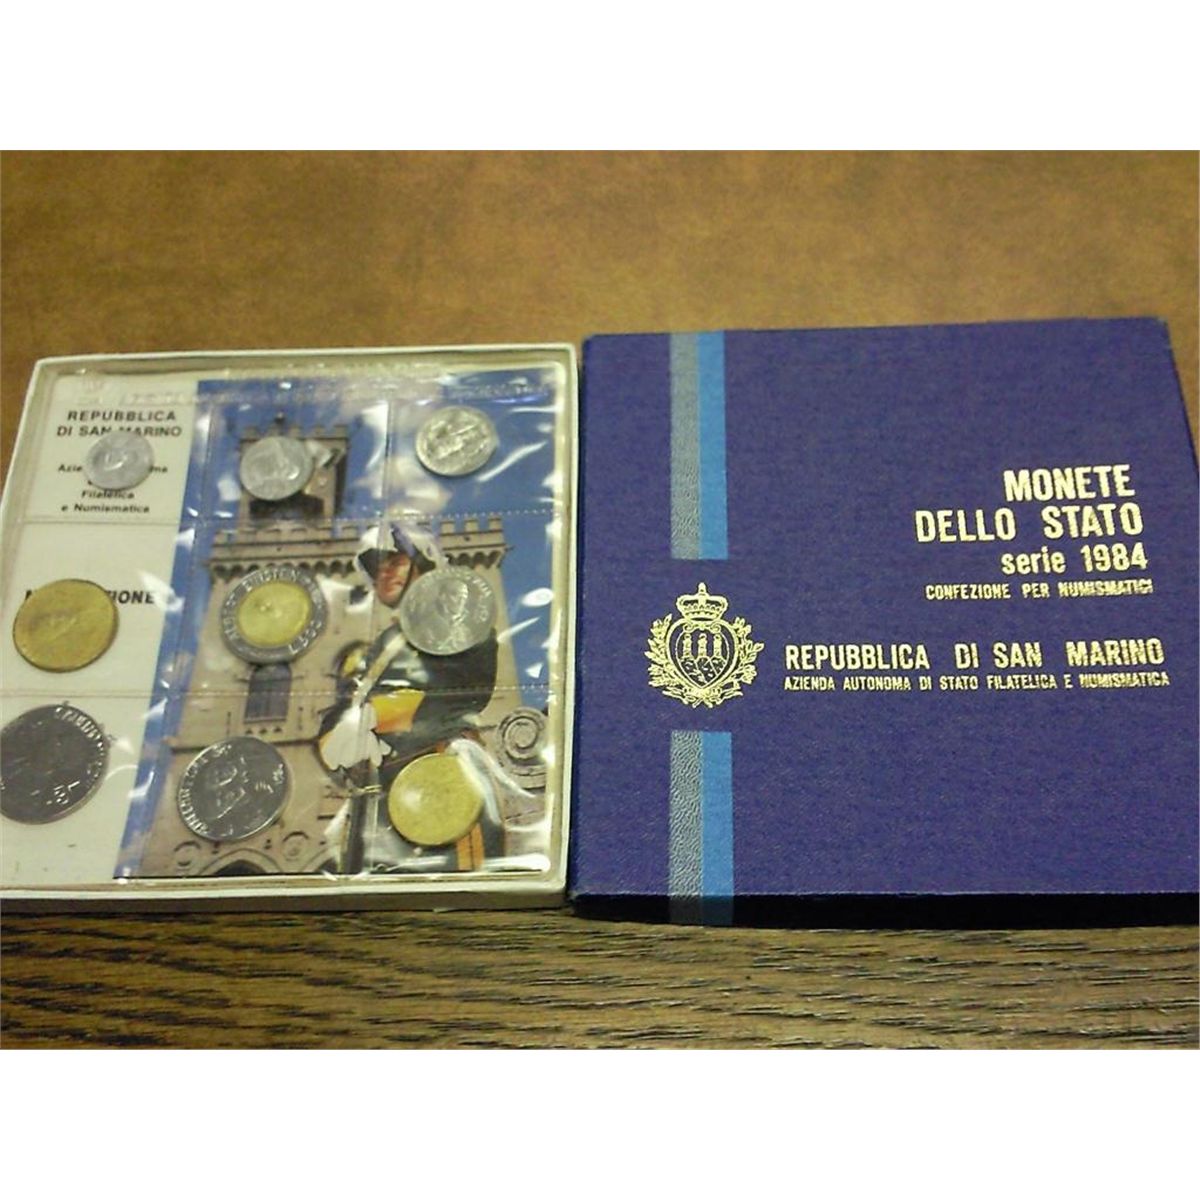 REPUBBLICA
DI SAN MARINO
Filatelica
e Numismatica
MONETE
DELLO STATO
serie 1984
CONFEZIONE PER NUMISMATICI
REPUBBLICA DI SAN MARINO
AZIENDA AUTONOMA DI STATO FILATELICA E NUMISMATICA